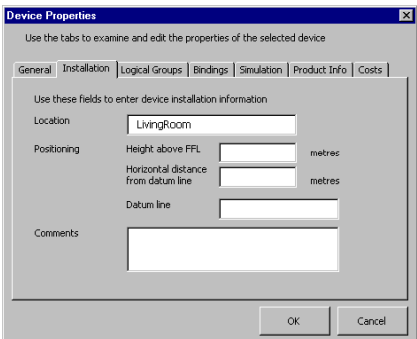 Device Properties
Use the tabs to examine and edit the properties of the selected device
General Installation Logical Groups Bindings Simulation Product Info Costs
Use these fields to enter device installation information
Location LivingRoom
Positioning Height above FFL metres
Horizontal distance
from datum line metres
Datum line
Comments
OK Cancel